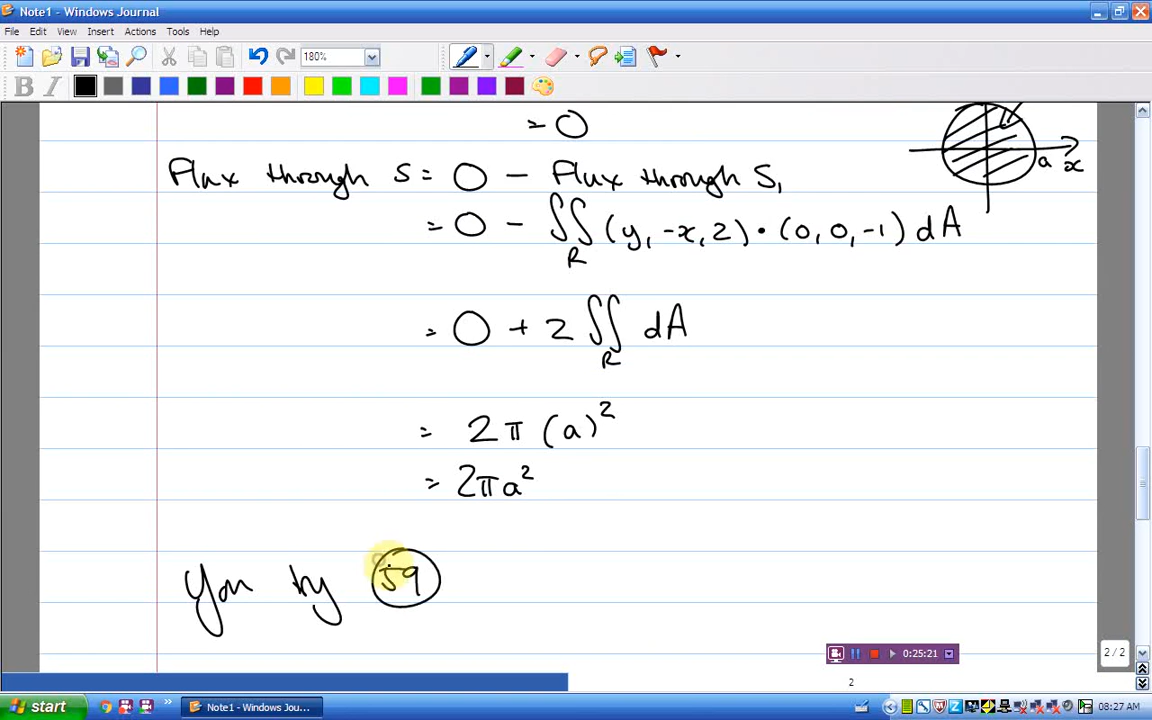 Note1 - Windows Journal
File Edit View Insert Actions Tools Help
180%
B I
= 0
a x
Flux through S = 0 - Flux through S1
= 0 - ∬R (y, -x, 2) • (0, 0, -1) dA
= 0 + 2 ∬R dA
= 2π (a)²
= 2πa²
You try 59
0:25:21
2 / 2
2
start
Note1 - Windows Jou...
08:27 AM